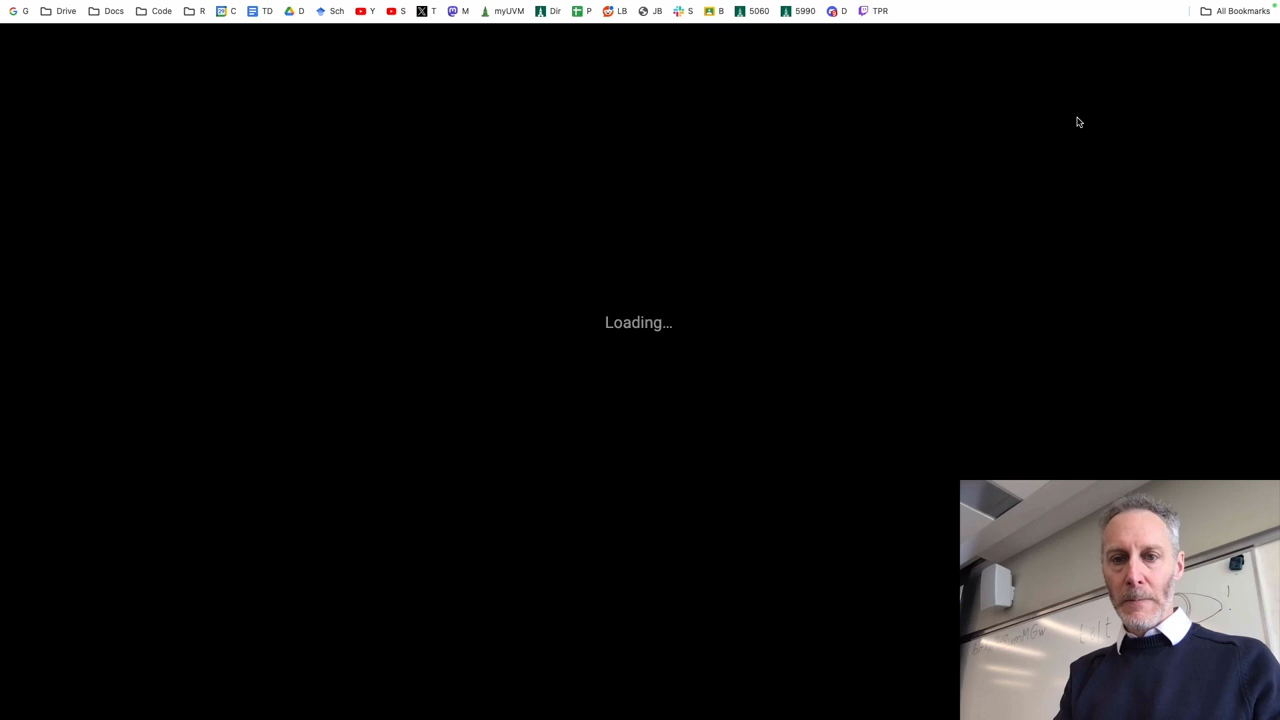 G Drive Docs Code R C TD D Sch Y S T M myUVM Dir P LB JB S B 5060 5990 D TPR All Bookmarks
Loading...